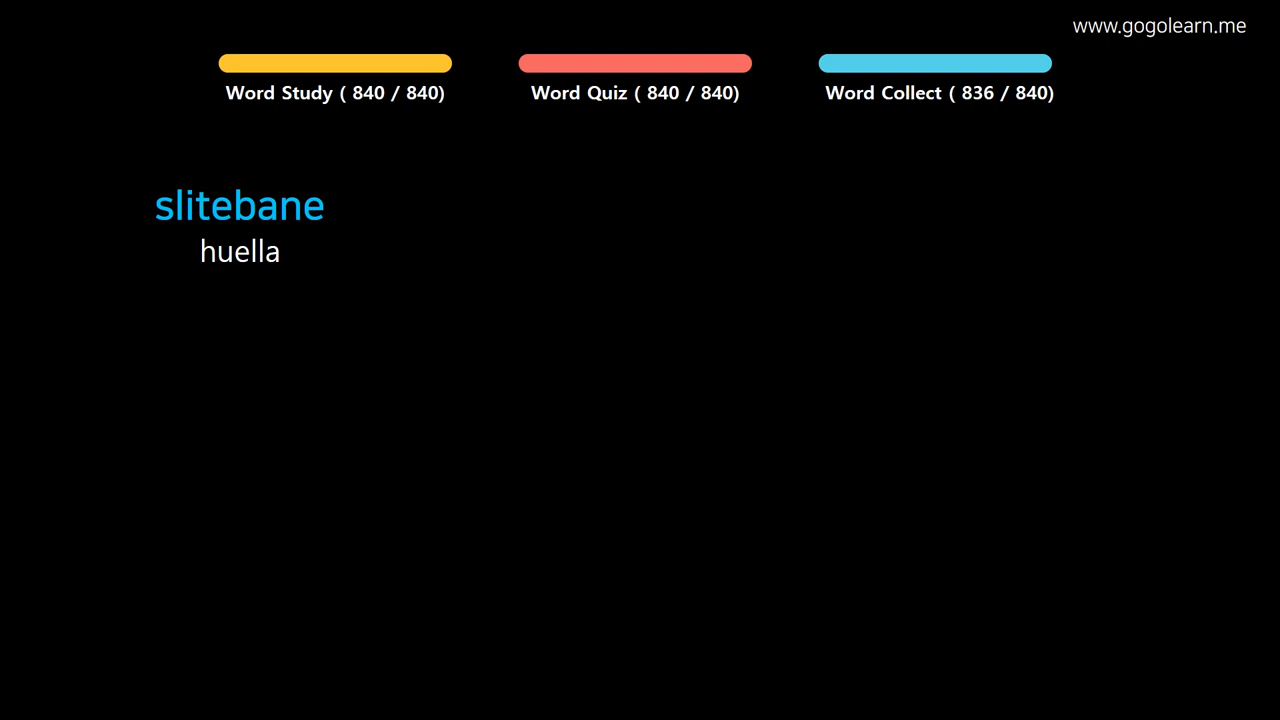 www.gogolearn.me
Word Study ( 840 / 840)
Word Quiz ( 840 / 840)
Word Collect ( 836 / 840)
slitebane
huella